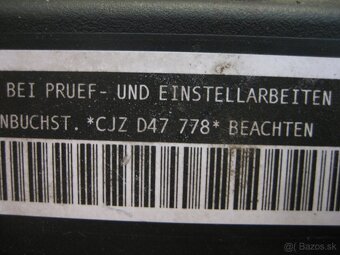 BEI PRUEF- UND EINSTELLARBEITEN
NBUCHST. *CJZ D47 778* BEACHTEN
Bazos.sk